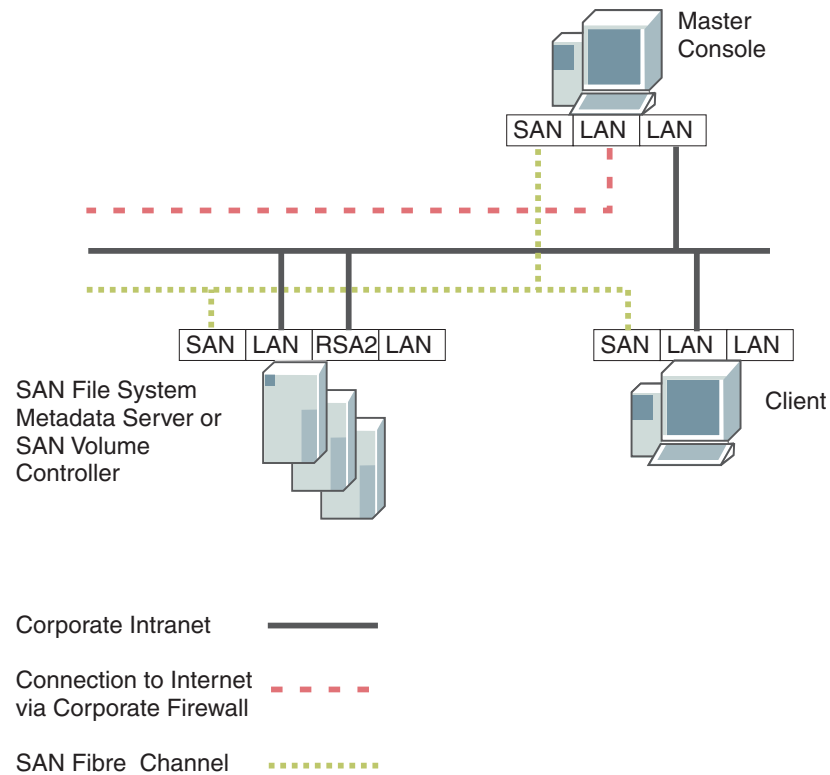 Master
Console
SAN LAN LAN
SAN LAN RSA2 LAN
SAN LAN LAN
SAN File System
Metadata Server or
SAN Volume
Controller
Client
Corporate Intranet
Connection to Internet
via Corporate Firewall
SAN Fibre Channel